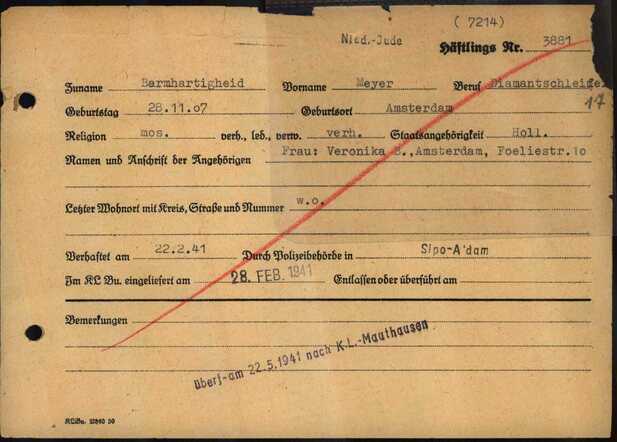 ( 7214)
Nied.-Jude
Häftlings Nr. 3881
Zuname Barmhartigheid Vorname Meyer Beruf Diamantschleifer
17
Geburtstag 28.11.07 Geburtsort Amsterdam
Religion mos. verh., led., verw. verh. Staatsangehörigkeit Holl.
Namen und Anschrift der Angehörigen Frau: Veronika B.,Amsterdam, Foeliestr.10
Letzter Wohnort mit Kreis, Straße und Nummer w.o.
Verhaftet am 22.2.41 Durch Polizeibehörde in Sipo-A'dam
Im KL Bu. eingeliefert am 28. FEB. 1941 Entlassen oder überführt am
Bemerkungen
überf.am 22.5.1941 nach K.L.-Mauthausen